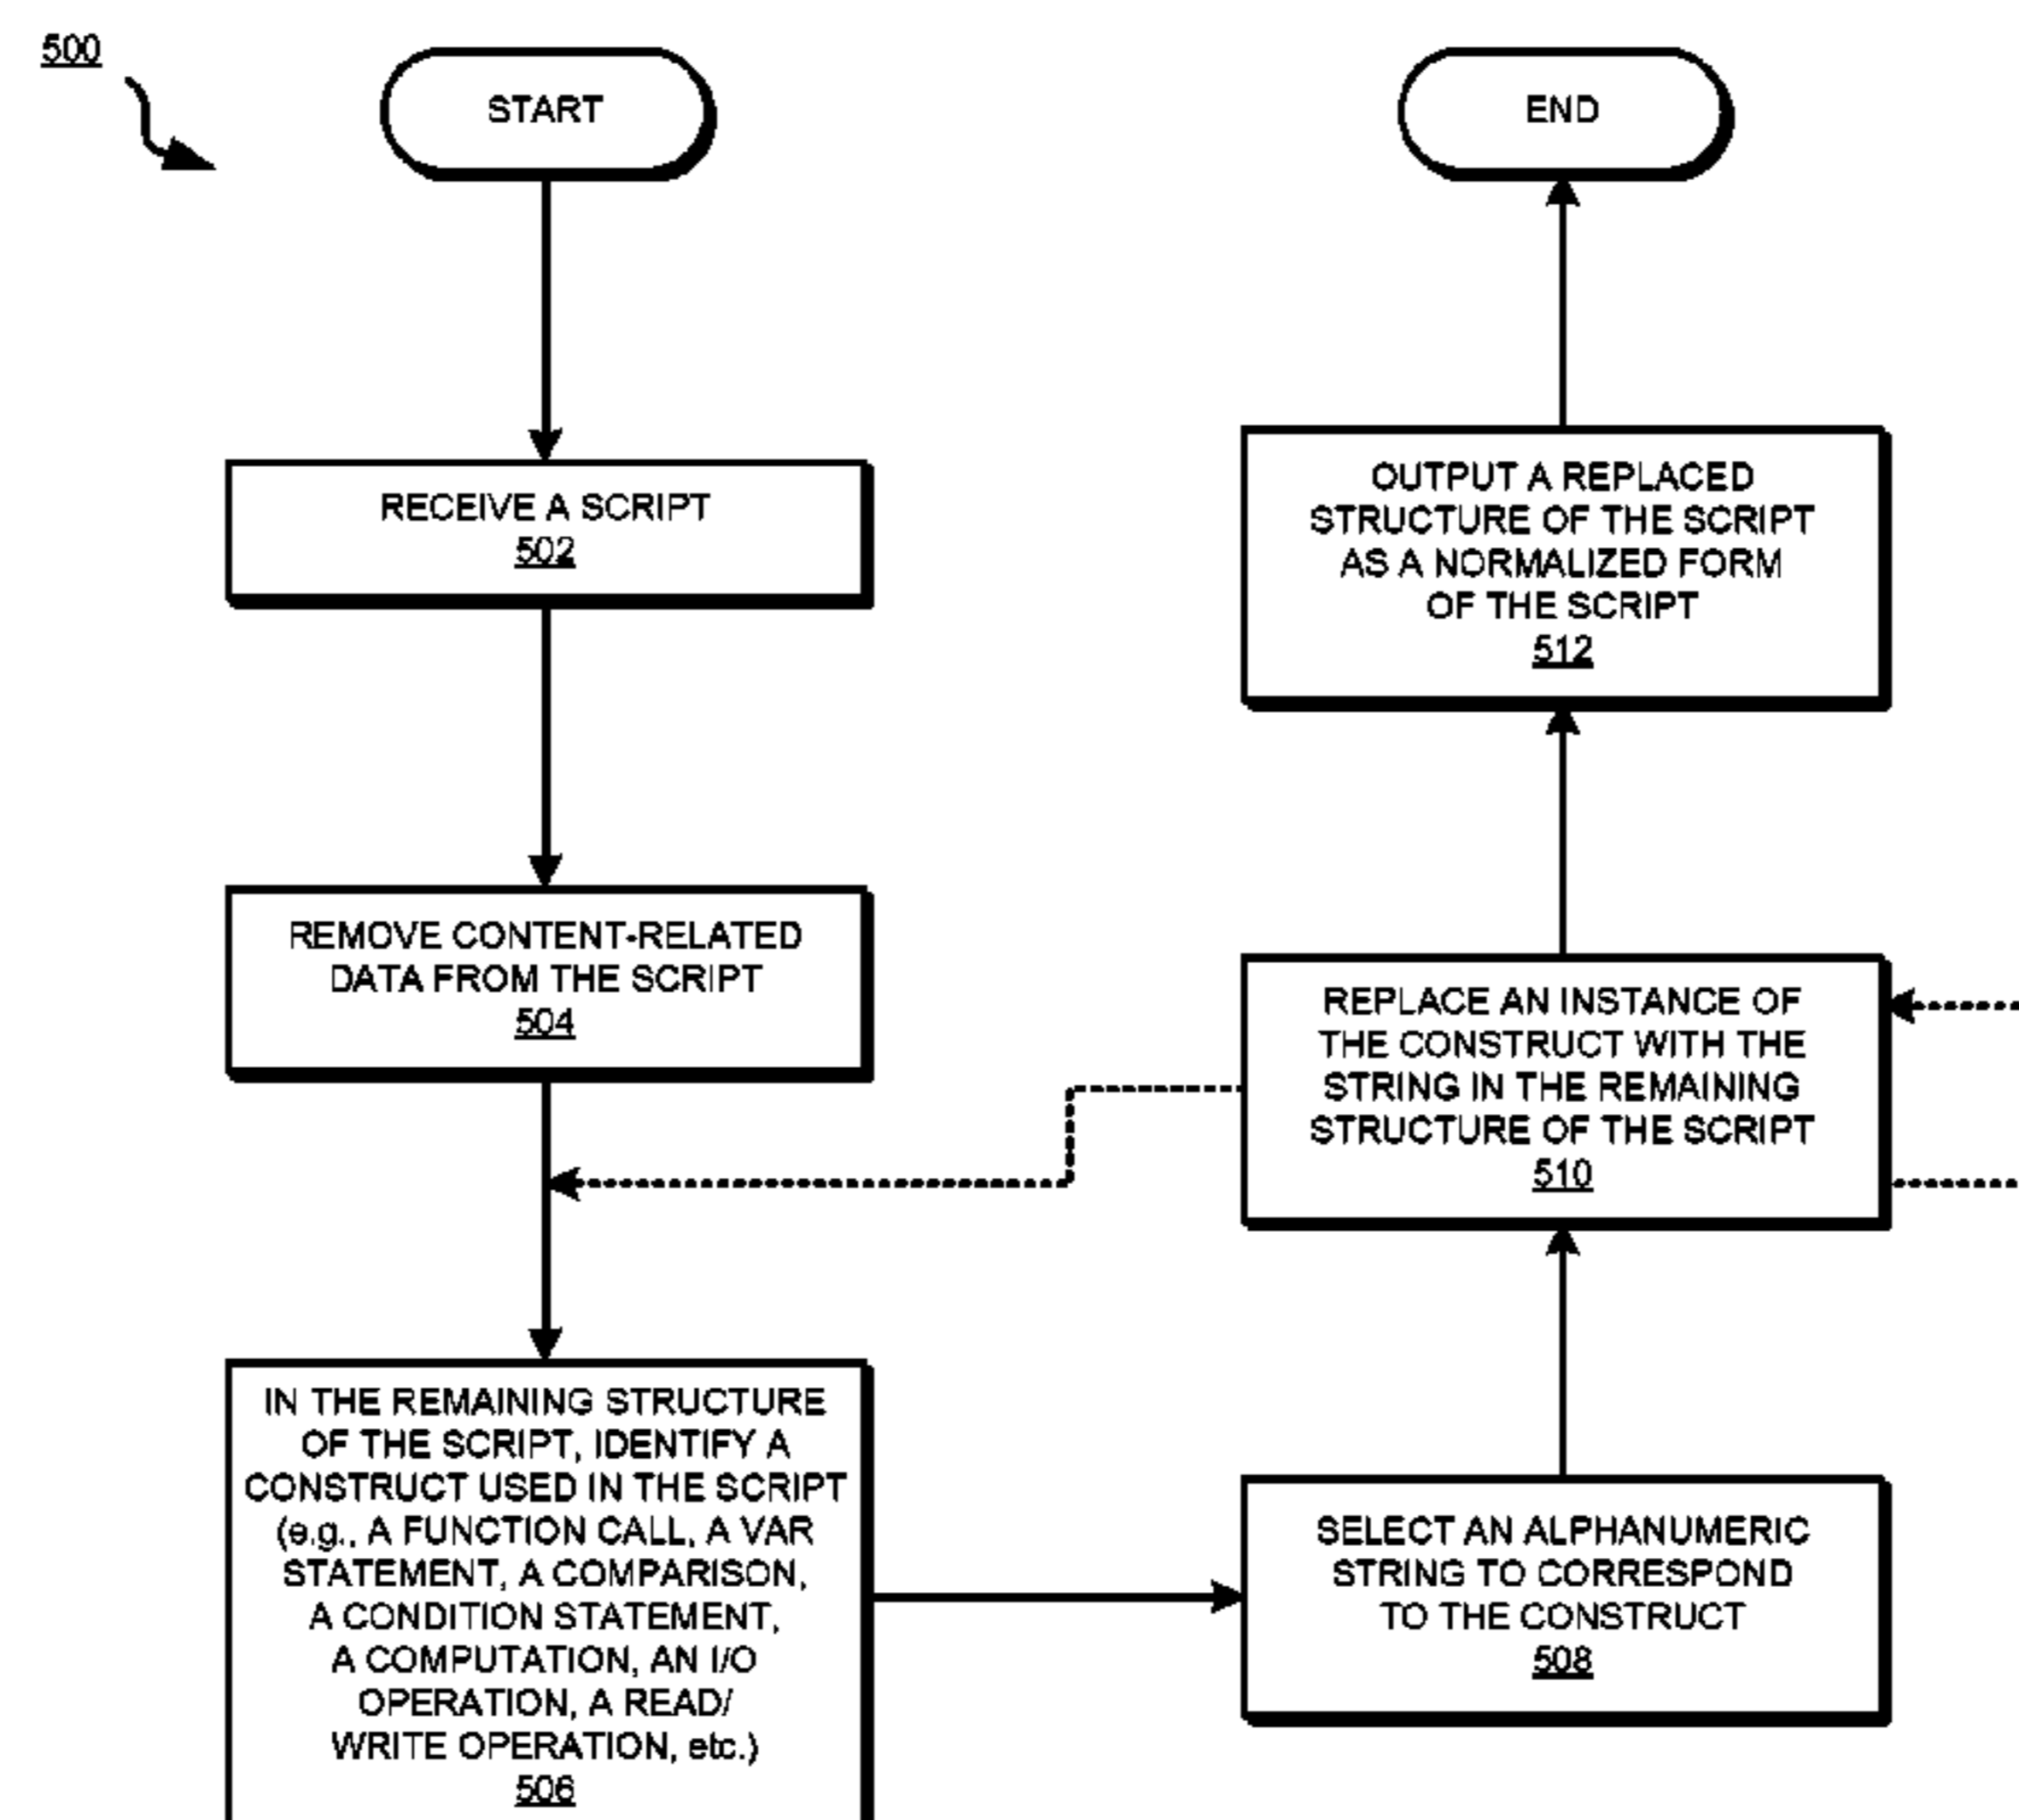 500
START
RECEIVE A SCRIPT
502
REMOVE CONTENT-RELATED
DATA FROM THE SCRIPT
504
IN THE REMAINING STRUCTURE
OF THE SCRIPT, IDENTIFY A
CONSTRUCT USED IN THE SCRIPT
(e.g., A FUNCTION CALL, A VAR
STATEMENT, A COMPARISON,
A CONDITION STATEMENT,
A COMPUTATION, AN I/O
OPERATION, A READ/
WRITE OPERATION, etc.)
506
SELECT AN ALPHANUMERIC
STRING TO CORRESPOND
TO THE CONSTRUCT
508
REPLACE AN INSTANCE OF
THE CONSTRUCT WITH THE
STRING IN THE REMAINING
STRUCTURE OF THE SCRIPT
510
OUTPUT A REPLACED
STRUCTURE OF THE SCRIPT
AS A NORMALIZED FORM
OF THE SCRIPT
512
END